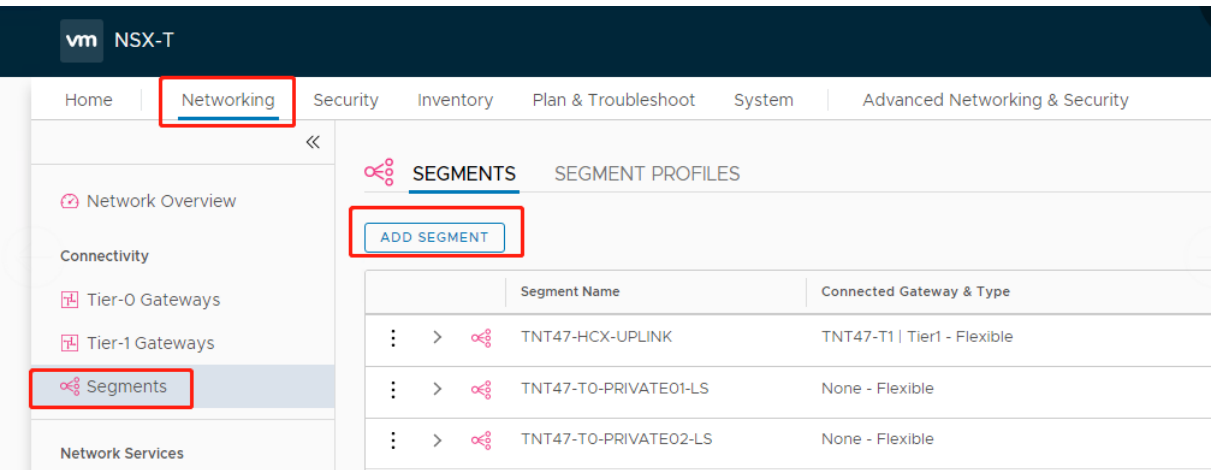 vm NSX-T
Home Networking Security Inventory Plan & Troubleshoot System Advanced Networking & Security
«
SEGMENTS SEGMENT PROFILES
Network Overview
ADD SEGMENT
Connectivity
Segment Name Connected Gateway & Type
Tier-0 Gateways
TNT47-HCX-UPLINK TNT47-T1 | Tier1 - Flexible
Tier-1 Gateways
Segments
TNT47-T0-PRIVATE01-LS None - Flexible
TNT47-T0-PRIVATE02-LS None - Flexible
Network Services